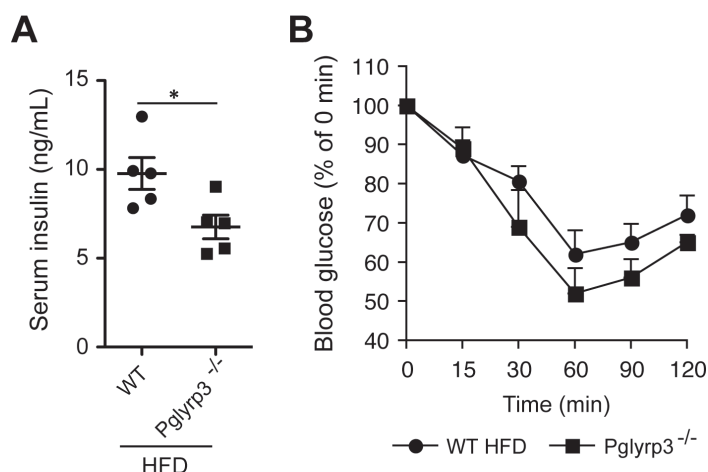 A
Serum insulin (ng/mL)
15
10
5
0
*
WT
Pglyrp3 -/-
HFD
B
Blood glucose (% of 0 min)
110
100
90
80
70
60
50
40
0 15 30 60 90 120
Time (min)
WT HFD Pglyrp3-/-